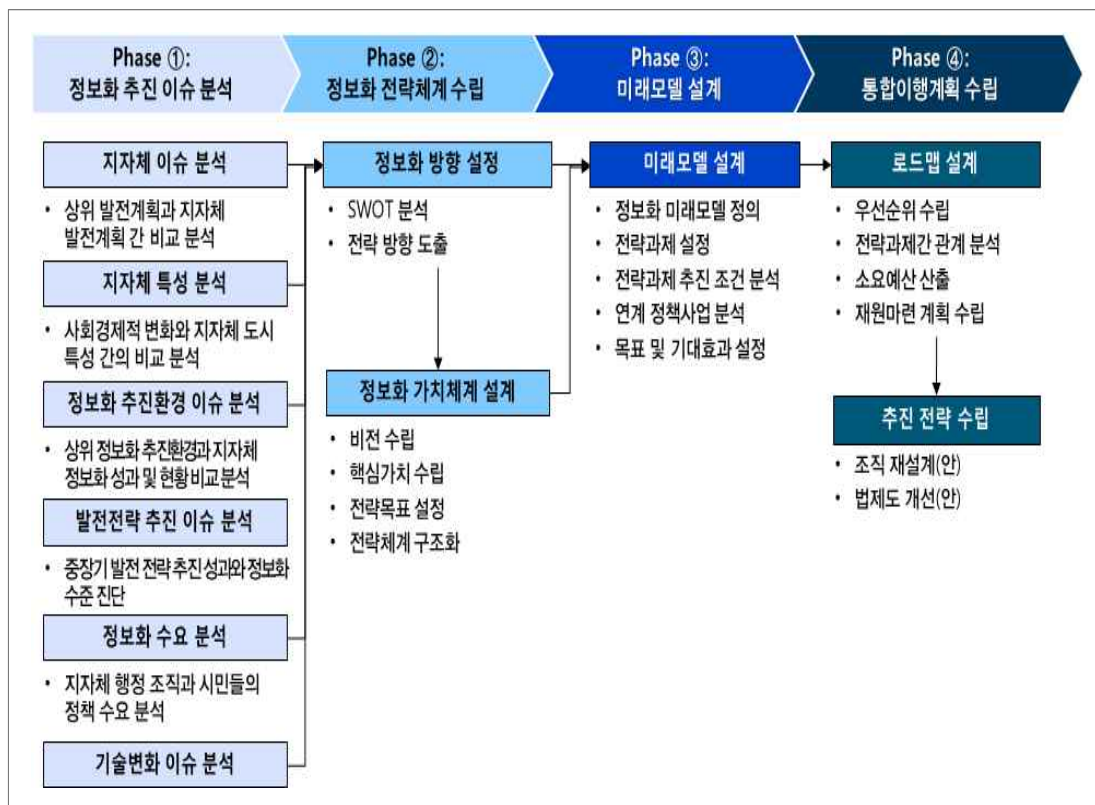 Phase ①:
정보화 추진 이슈 분석
Phase ②:
정보화 전략체계 수립
Phase ③:
미래모델 설계
Phase ④:
통합이행계획 수립
지자체 이슈 분석
• 상위 발전계획과 지자체
발전계획 간 비교 분석
지자체 특성 분석
• 사회경제적 변화와 지자체 도시
특성 간의 비교 분석
정보화 추진환경 이슈 분석
• 상위 정보화 추진환경과 지자체
정보화 성과 및 현황 비교 분석
발전전략 추진 이슈 분석
• 중장기 발전 전략 추진 성과와 정보화
수준 진단
정보화 수요 분석
• 지자체 행정 조직과 시민들의
정책 수요 분석
기술변화 이슈 분석
정보화 방향 설정
• SWOT 분석
• 전략 방향 도출
정보화 가치체계 설계
• 비전 수립
• 핵심가치 수립
• 전략목표 설정
• 전략체계 구조화
미래모델 설계
• 정보화 미래모델 정의
• 전략과제 설정
• 전략과제 추진 조건 분석
• 연계 정책사업 분석
• 목표 및 기대효과 설정
로드맵 설계
• 우선순위 수립
• 전략과제간 관계 분석
• 소요예산 산출
• 재원마련 계획 수립
추진 전략 수립
• 조직 재설계(안)
• 법제도 개선(안)